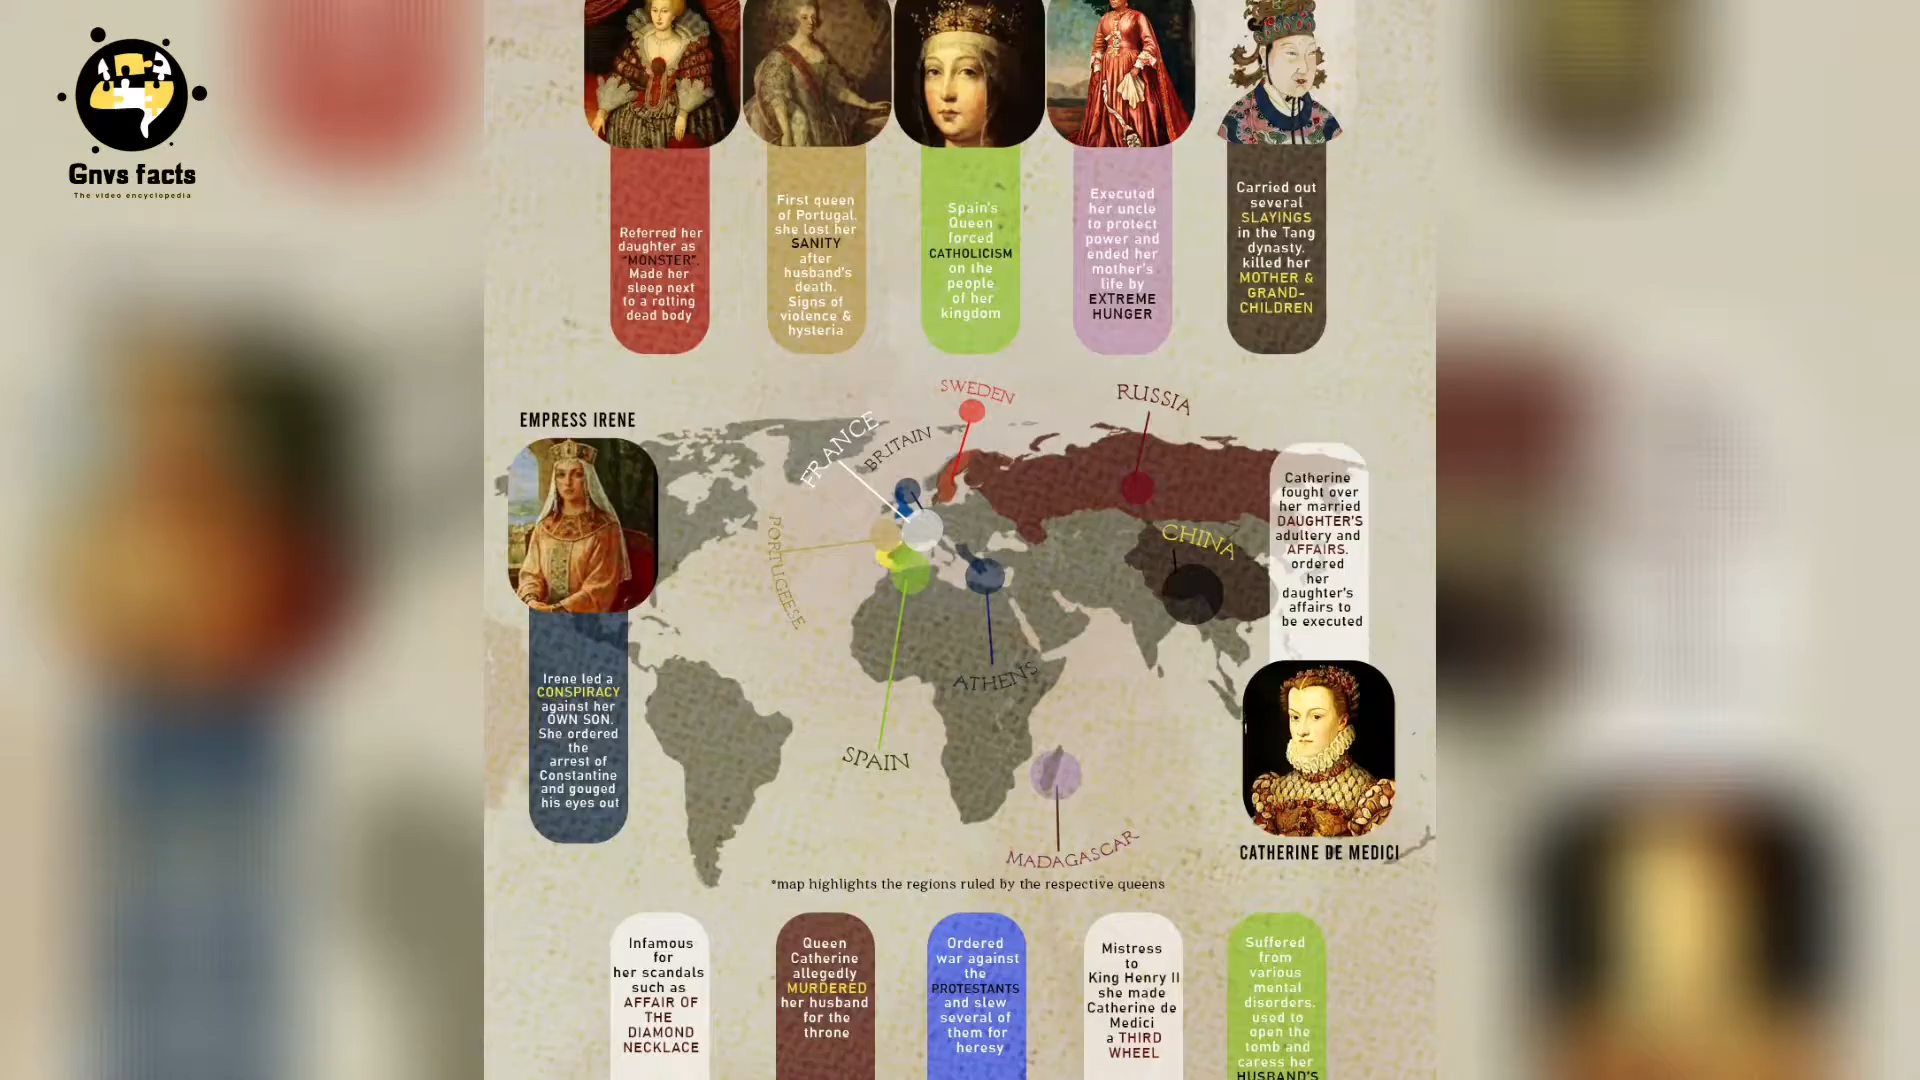 Gnvs facts
The video encyclopedia
Referred her
daughter as
"MONSTER".
Made her
sleep next
to a rotting
dead body
First queen
of Portugal,
she lost her
SANITY
after
husband's
death.
Signs of
violence &
hysteria
Spain's
Queen
forced
CATHOLICISM
on the
people
of her
kingdom
Executed
her uncle
to protect
power and
ended her
mother's
life by
EXTREME
HUNGER
Carried out
several
SLAYINGS
in the Tang
dynasty,
killed her
MOTHER &
GRAND-
CHILDREN
SWEDEN
RUSSIA
FRANCE
BRITAIN
PORTUGEESE
CHINA
ATHENS
SPAIN
MADAGASCAR
EMPRESS IRENE
Irene led a
CONSPIRACY
against her
OWN SON.
She ordered
the
arrest of
Constantine
and gouged
his eyes out
Catherine
fought over
her married
DAUGHTER'S
adultery and
AFFAIRS.
ordered
her
daughter's
affairs to
be executed
CATHERINE DE MEDICI
*map highlights the regions ruled by the respective queens
Infamous
for
her scandals
such as
AFFAIR OF
THE
DIAMOND
NECKLACE
Queen
Catherine
allegedly
MURDERED
her husband
for the
throne
Ordered
war against
the
PROTESTANTS
and slew
several of
them for
heresy
Mistress
to
King Henry II
she made
Catherine de
Medici
a THIRD
WHEEL
Suffered
from
various
mental
disorders.
used to
open the
tomb and
caress her
HUSBAND'S